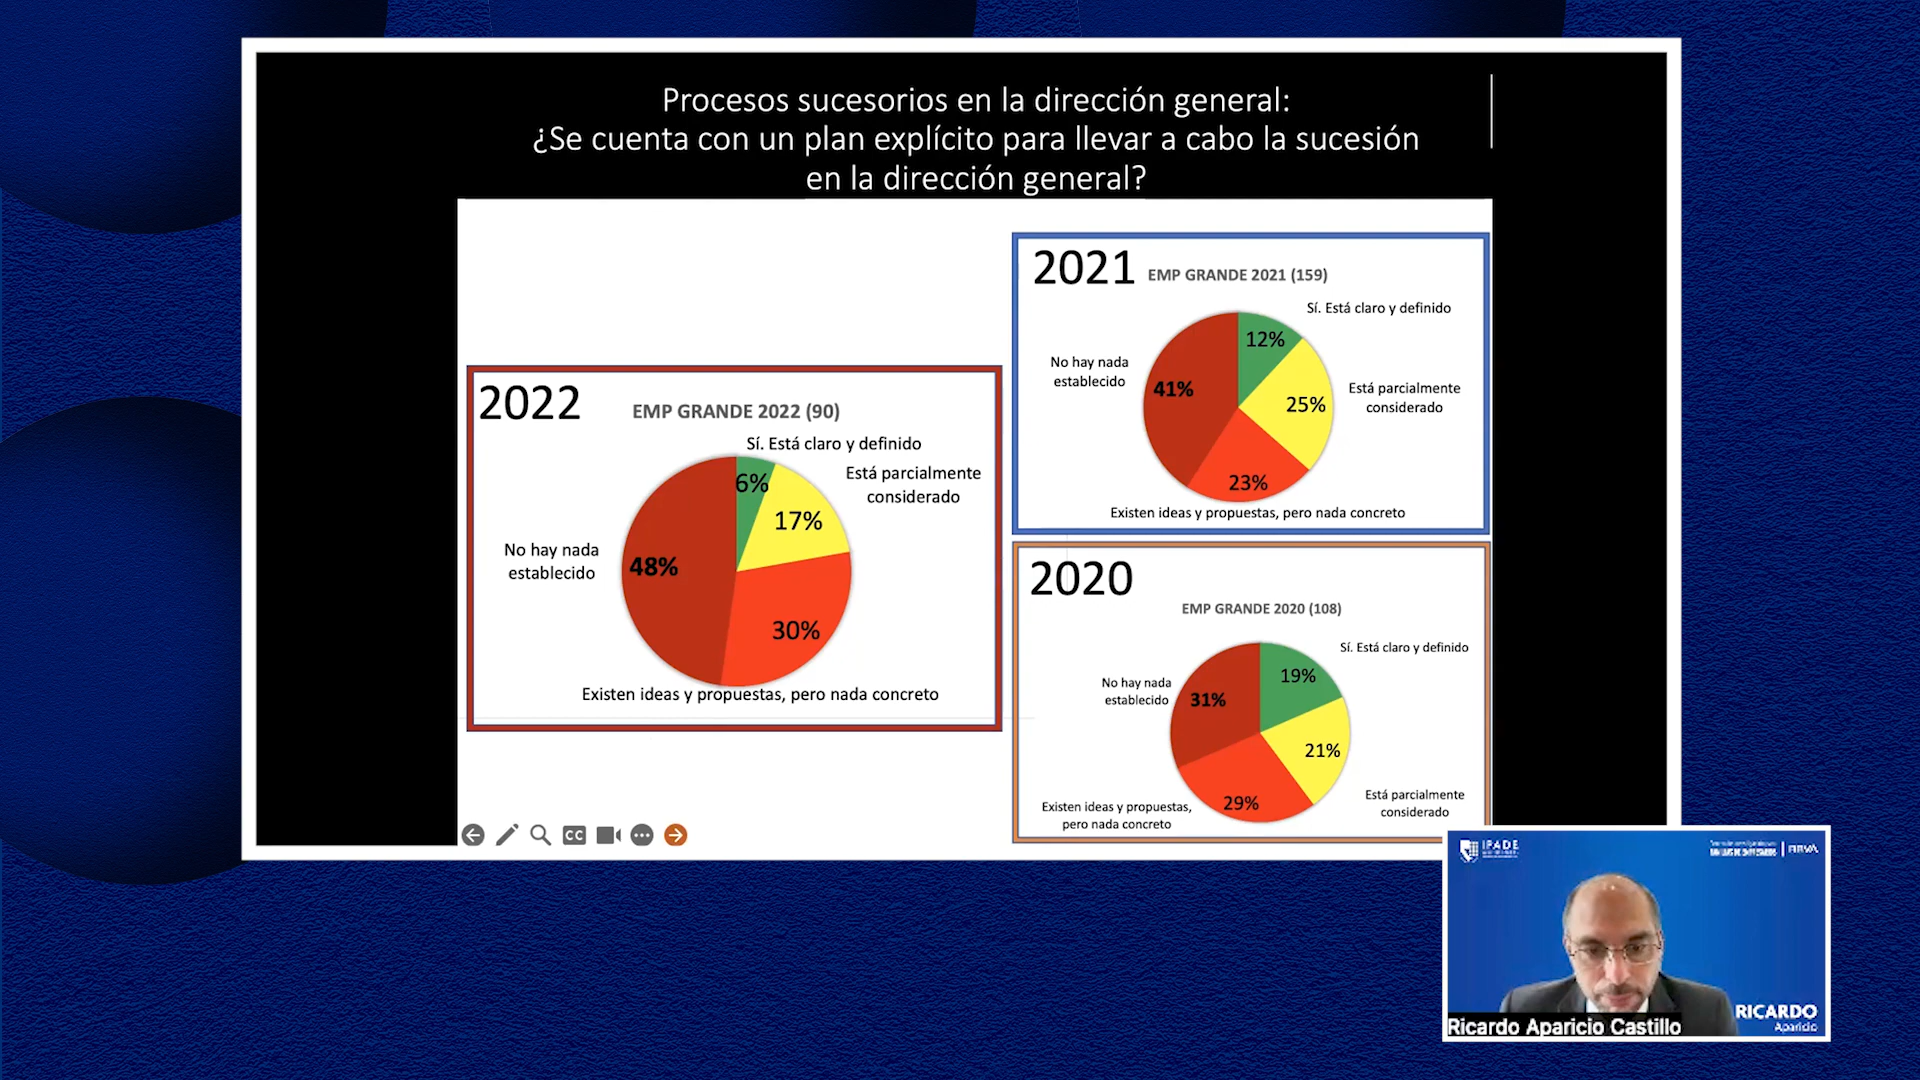 Procesos sucesorios en la dirección general:
¿Se cuenta con un plan explícito para llevar a cabo la sucesión
en la dirección general?
2022
EMP GRANDE 2022 (90)
Sí. Está claro y definido
6%
Está parcialmente
considerado
17%
No hay nada
establecido
48%
30%
Existen ideas y propuestas, pero nada concreto
2021
EMP GRANDE 2021 (159)
Sí. Está claro y definido
12%
No hay nada
establecido
41%
Está parcialmente
considerado
25%
23%
Existen ideas y propuestas, pero nada concreto
2020
EMP GRANDE 2020 (108)
Sí. Está claro y definido
19%
No hay nada
establecido
31%
21%
Está parcialmente
considerado
29%
Existen ideas y propuestas,
pero nada concreto
CC
IPADE
BBVA
RICARDO
Aparicio
Ricardo Aparicio Castillo